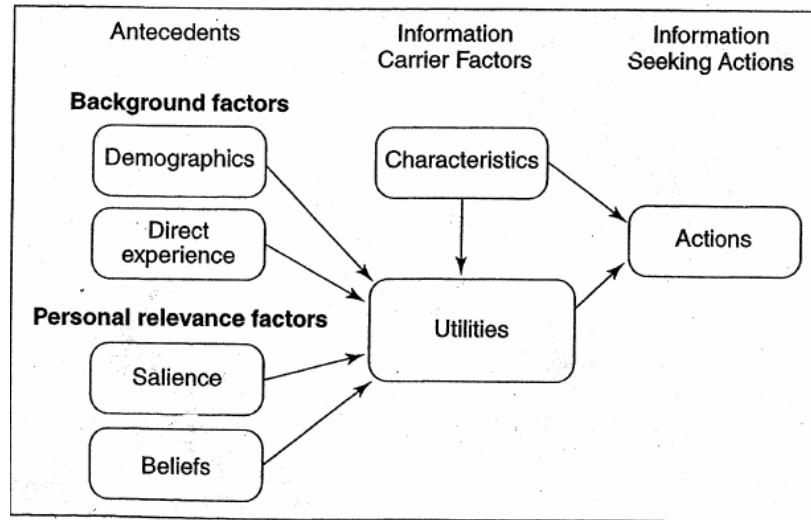 Antecedents
Information
Carrier Factors
Information
Seeking Actions
Background factors
Demographics
Characteristics
Direct
experience
Actions
Personal relevance factors
Utilities
Salience
Beliefs